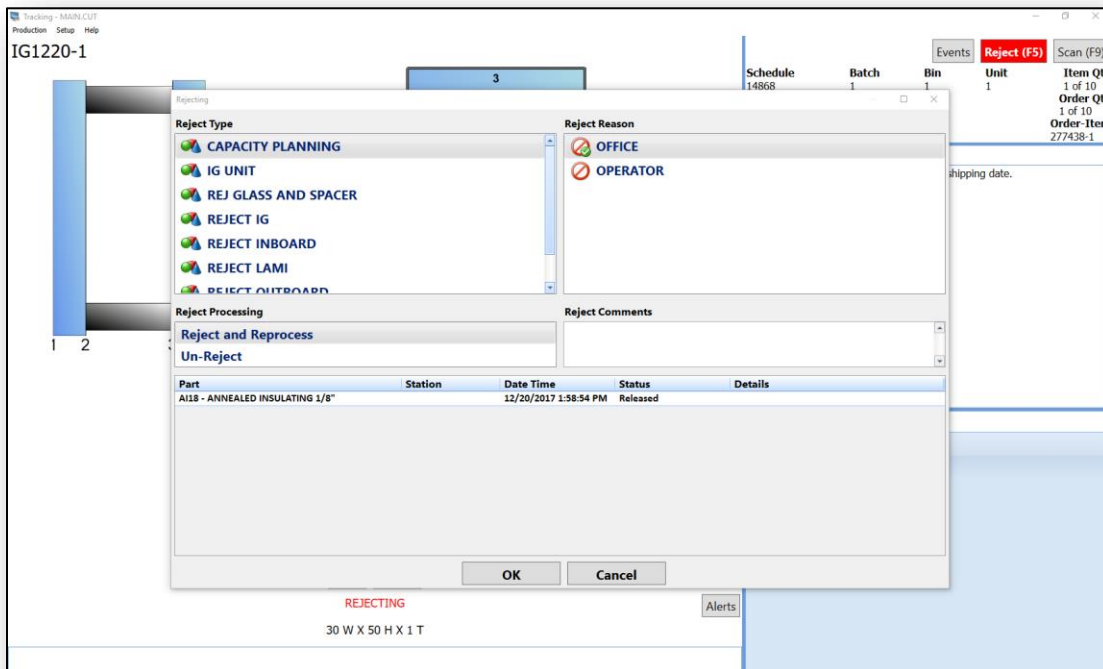 Tracking - MAIN.CUT
Production Setup Help
IG1220-1
Events Reject (F5) Scan (F9)
3
Schedule Batch Bin Unit Item Qt
14868 1 1 1 1 of 10
Order Qt
1 of 10
Order-Iter
277438-1
shipping date.
Rejecting
Reject Type Reject Reason
CAPACITY PLANNING OFFICE
IG UNIT OPERATOR
REJ GLASS AND SPACER
REJECT IG
REJECT INBOARD
REJECT LAMI
REJECT OUTBOARD
Reject Processing Reject Comments
Reject and Reprocess
Un-Reject
1 2
Part Station Date Time Status Details
AI18 - ANNEALED INSULATING 1/8" 12/20/2017 1:58:54 PM Released
OK Cancel
REJECTING
Alerts
30 W X 50 H X 1 T